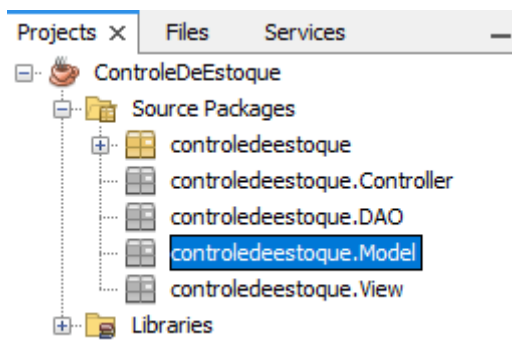 Projects Files Services
ControleDeEstoque
Source Packages
controledeestoque
controledeestoque.Controller
controledeestoque.DAO
controledeestoque.Model
controledeestoque.View
Libraries